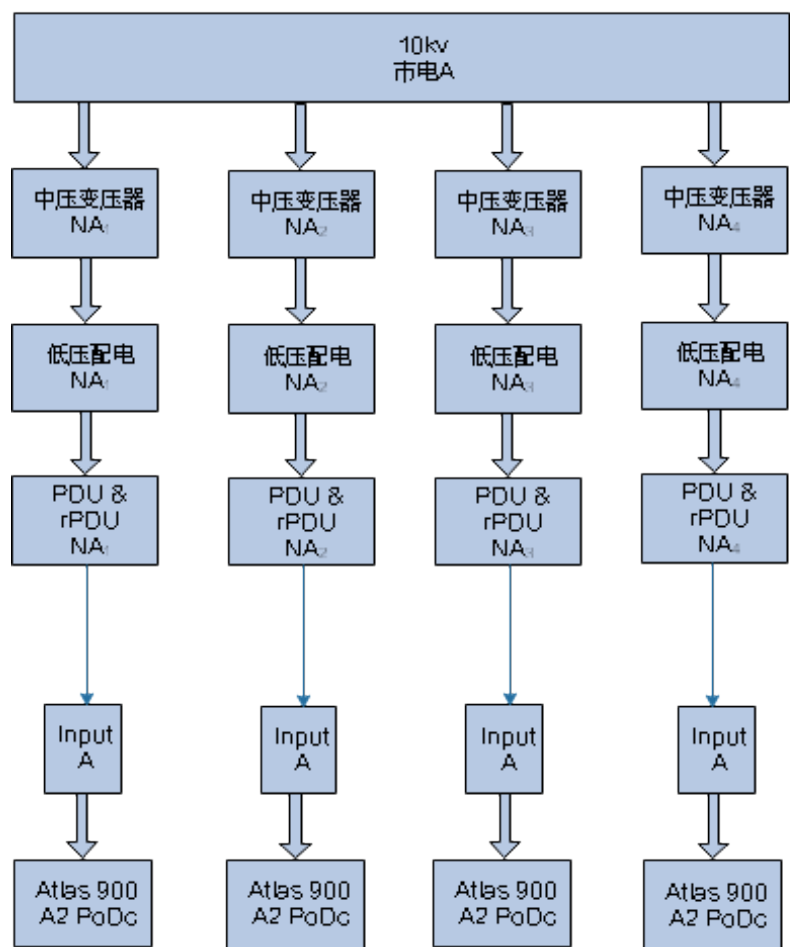 10kv
市电A
中压变压器
NA1
中压变压器
NA2
中压变压器
NA3
中压变压器
NA4
低压配电
NA1
低压配电
NA2
低压配电
NA3
低压配电
NA4
PDU &
rPDU
NA1
PDU &
rPDU
NA2
PDU &
rPDU
NA3
PDU &
rPDU
NA4
Input
A
Input
A
Input
A
Input
A
Atlas 900
A2 PoDc
Atlas 900
A2 PoDc
Atlas 900
A2 PoDc
Atlas 900
A2 PoDc